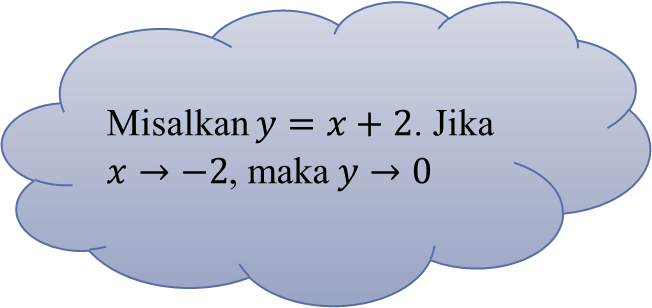 Misalkan y = x + 2. Jika
x → −2, maka y → 0